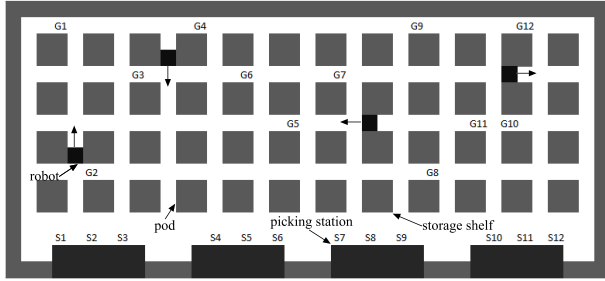 G1 G4 G9 G12
G3 G6 G7
G5 G11 G10
robot G2 G8
pod picking station storage shelf
S1 S2 S3 S4 S5 S6 S7 S8 S9 S10 S11 S12